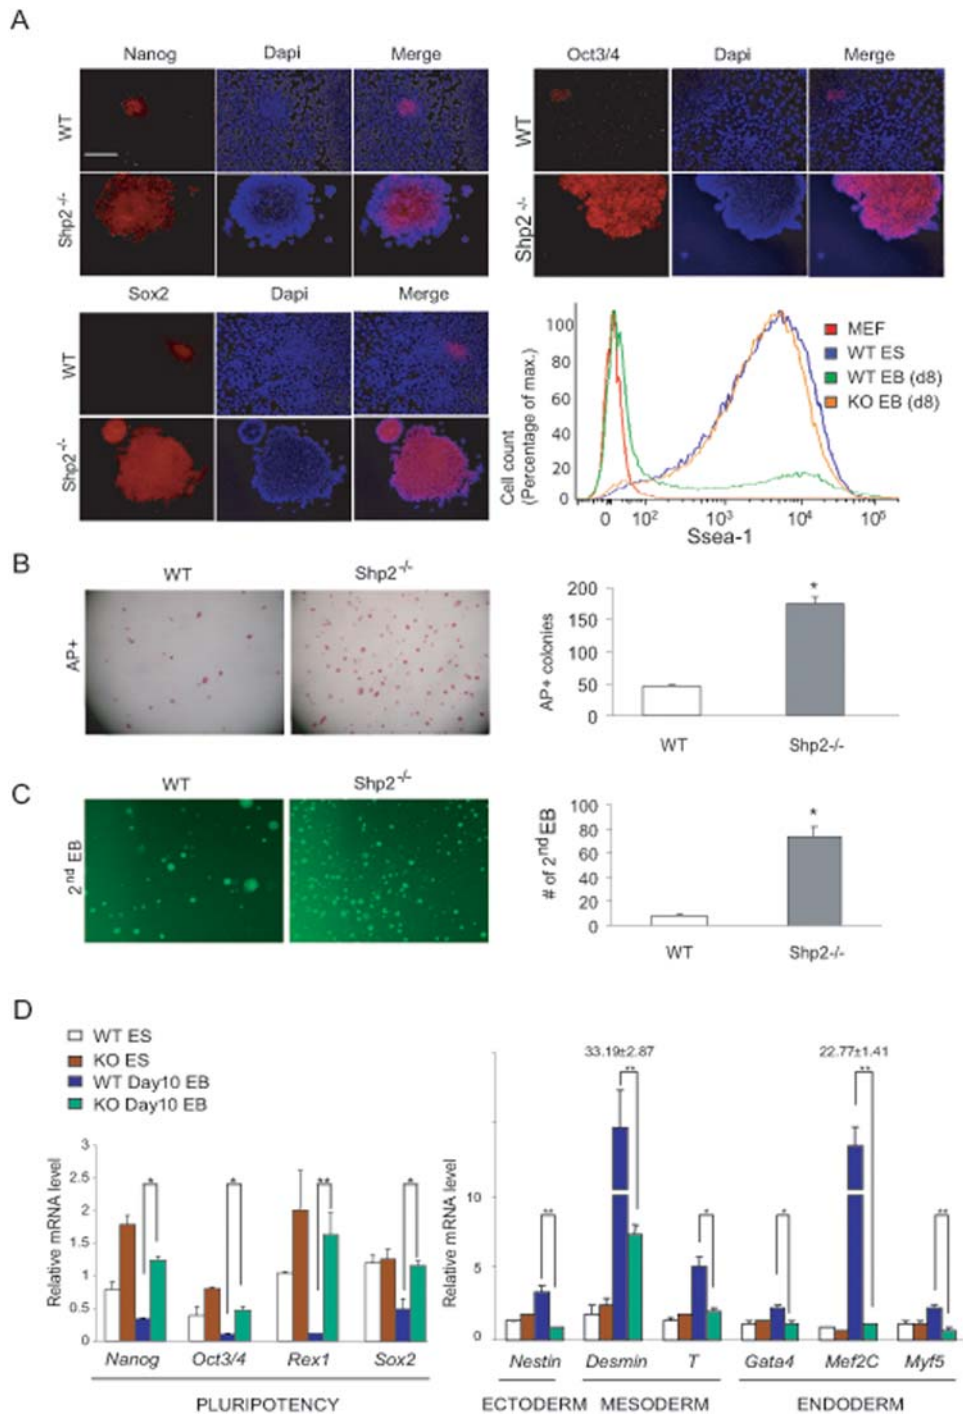 A
Nanog Dapi Merge
Oct3/4 Dapi Merge
WT
WT
Shp2 -/-
Shp2 -/-
Sox2 Dapi Merge
WT
Shp2 -/-
Cell count
(Percentage of max.)
100
80
60
40
20
0
MEF
WT ES
WT EB (d8)
KO EB (d8)
0 10² 10³ 10⁴ 10⁵
Ssea-1
B
WT Shp2-/-
AP+
AP+ colonies
200
150
100
50
0
*
WT Shp2-/-
C
WT Shp2-/-
2nd EB
# of 2nd EB
100
80
60
40
20
0
*
WT Shp2-/-
D
WT ES
KO ES
WT Day10 EB
KO Day10 EB
Relative mRNA level
3
2.5
2
1.5
1
0.5
0
* * ** *
Nanog Oct3/4 Rex1 Sox2
PLURIPOTENCY
33.19±2.87 22.77±1.41
Relative mRNA level
10
5
0
** ** * * ** **
Nestin Desmin T Gata4 Mef2C Myf5
ECTODERM MESODERM ENDODERM